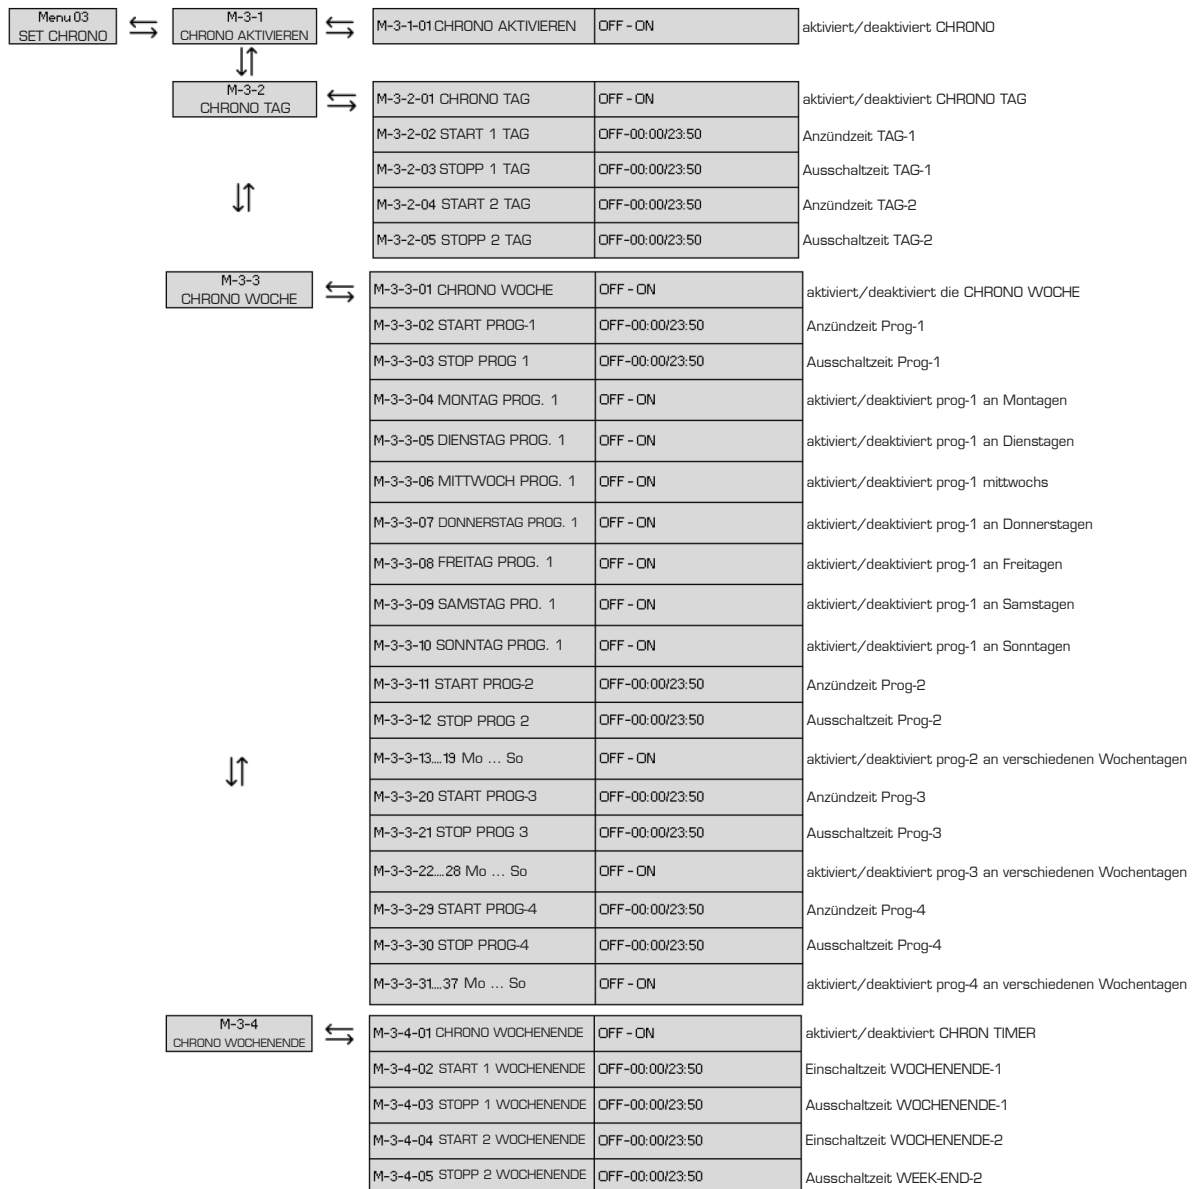 Menu 03
SET CHRONO
M-3-1
CHRONO AKTIVIEREN
M-3-1-01 CHRONO AKTIVIEREN OFF - ON aktiviert/deaktiviert CHRONO
M-3-2
CHRONO TAG
M-3-2-01 CHRONO TAG OFF - ON aktiviert/deaktiviert CHRONO TAG
M-3-2-02 START 1 TAG OFF-00:00/23:50 Anzündzeit TAG-1
M-3-2-03 STOPP 1 TAG OFF-00:00/23:50 Ausschaltzeit TAG-1
M-3-2-04 START 2 TAG OFF-00:00/23:50 Anzündzeit TAG-2
M-3-2-05 STOPP 2 TAG OFF-00:00/23:50 Ausschaltzeit TAG-2
M-3-3
CHRONO WOCHE
M-3-3-01 CHRONO WOCHE OFF - ON aktiviert/deaktiviert die CHRONO WOCHE
M-3-3-02 START PROG-1 OFF-00:00/23:50 Anzündzeit Prog-1
M-3-3-03 STOP PROG 1 OFF-00:00/23:50 Ausschaltzeit Prog-1
M-3-3-04 MONTAG PROG. 1 OFF - ON aktiviert/deaktiviert prog-1 an Montagen
M-3-3-05 DIENSTAG PROG. 1 OFF - ON aktiviert/deaktiviert prog-1 an Dienstagen
M-3-3-06 MITTWOCH PROG. 1 OFF - ON aktiviert/deaktiviert prog-1 mittwochs
M-3-3-07 DONNERSTAG PROG. 1 OFF - ON aktiviert/deaktiviert prog-1 an Donnerstagen
M-3-3-08 FREITAG PROG. 1 OFF - ON aktiviert/deaktiviert prog-1 an Freitagen
M-3-3-09 SAMSTAG PRO. 1 OFF - ON aktiviert/deaktiviert prog-1 an Samstagen
M-3-3-10 SONNTAG PROG. 1 OFF - ON aktiviert/deaktiviert prog-1 an Sonntagen
M-3-3-11 START PROG-2 OFF-00:00/23:50 Anzündzeit Prog-2
M-3-3-12 STOP PROG 2 OFF-00:00/23:50 Ausschaltzeit Prog-2
M-3-3-13....19 Mo ... So OFF - ON aktiviert/deaktiviert prog-2 an verschiedenen Wochentagen
M-3-3-20 START PROG-3 OFF-00:00/23:50 Anzündzeit Prog-3
M-3-3-21 STOP PROG 3 OFF-00:00/23:50 Ausschaltzeit Prog-3
M-3-3-22....28 Mo ... So OFF - ON aktiviert/deaktiviert prog-3 an verschiedenen Wochentagen
M-3-3-29 START PROG-4 OFF-00:00/23:50 Anzündzeit Prog-4
M-3-3-30 STOP PROG-4 OFF-00:00/23:50 Ausschaltzeit Prog-4
M-3-3-31....37 Mo ... So OFF - ON aktiviert/deaktiviert prog-4 an verschiedenen Wochentagen
M-3-4
CHRONO WOCHENENDE
M-3-4-01 CHRONO WOCHENENDE OFF - ON aktiviert/deaktiviert CHRON TIMER
M-3-4-02 START 1 WOCHENENDE OFF-00:00/23:50 Einschaltzeit WOCHENENDE-1
M-3-4-03 STOPP 1 WOCHENENDE OFF-00:00/23:50 Ausschaltzeit WOCHENENDE-1
M-3-4-04 START 2 WOCHENENDE OFF-00:00/23:50 Einschaltzeit WOCHENENDE-2
M-3-4-05 STOPP 2 WOCHENENDE OFF-00:00/23:50 Ausschaltzeit WEEK-END-2